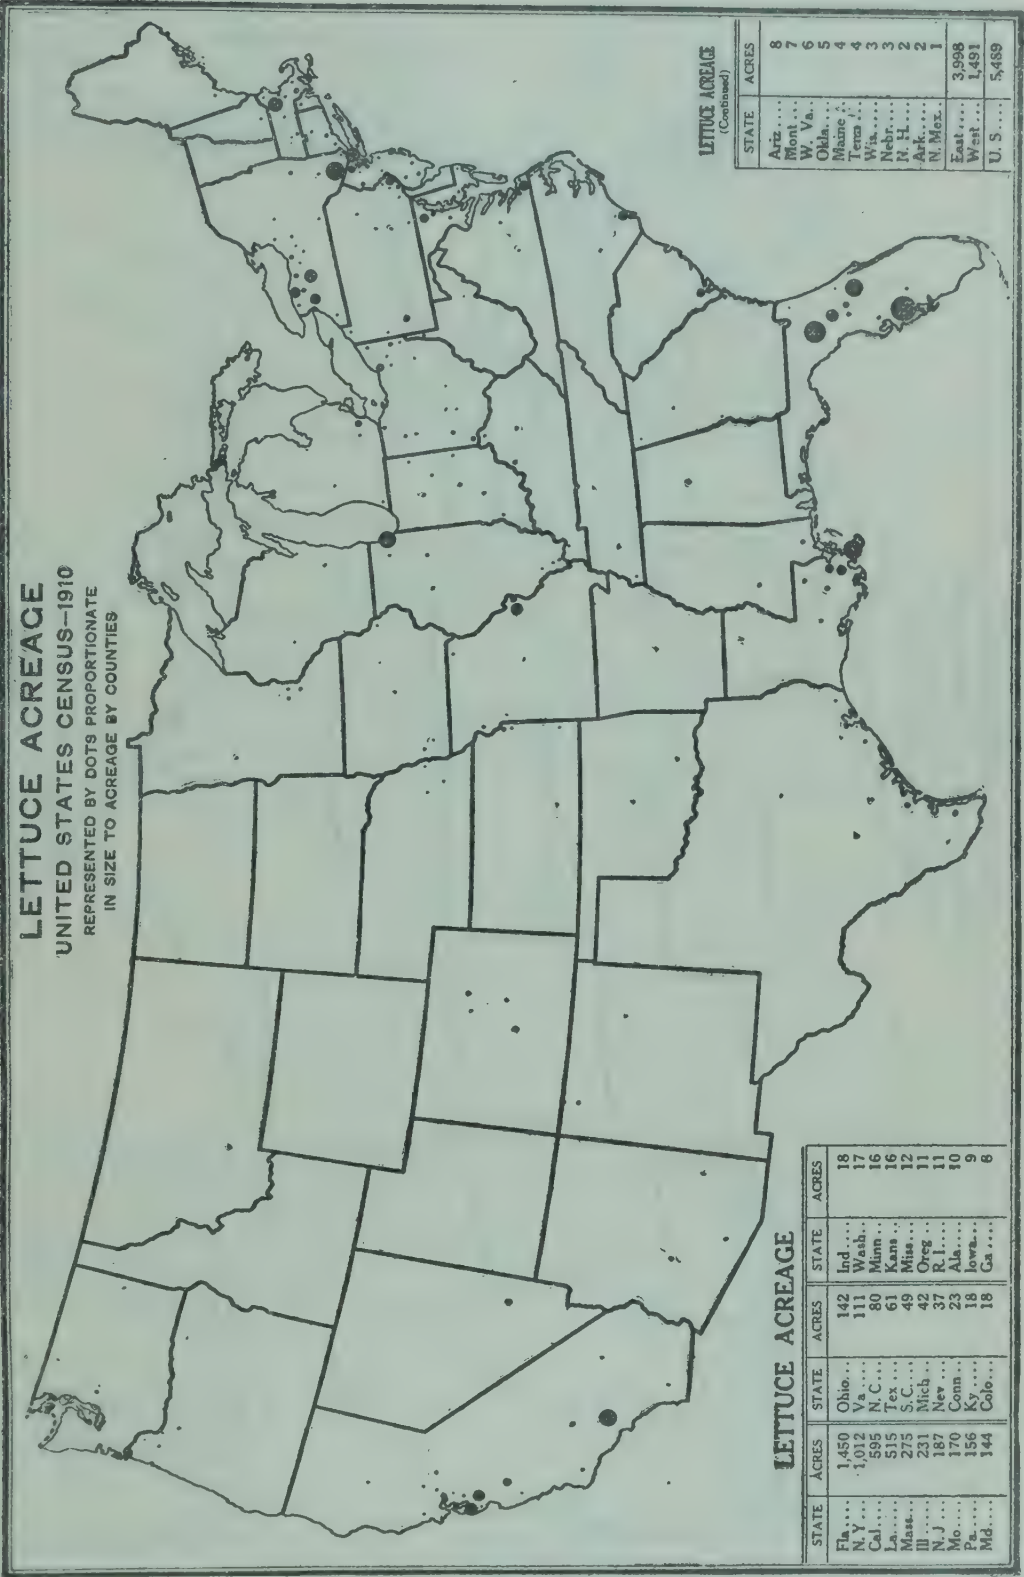 LETTUCE ACREAGE
UNITED STATES CENSUS—1910
REPRESENTED BY DOTS PROPORTIONATE
IN SIZE TO ACREAGE BY COUNTIES
LETTUCE ACREAGE
STATE ACRES STATE ACRES STATE ACRES
Fla.... 1,450 Ohio... 142 Ind.... 18
N. Y... 1,012 Va.... 111 Wash.. 17
Cal.... 595 N. C... 80 Minn.. 16
La.... 515 Tex.... 61 Kans.. 16
Mass... 275 S. C.... 49 Miss... 12
Ill.... 231 Mich... 42 Oreg.. 11
N. J... 187 Nev... 37 R. I.... 11
Mo.... 170 Conn.. 23 Ala.... 10
Pa.... 156 Ky.... 18 Iowa... 9
Md.... 144 Colo... 18 Ga.... 8
LETTUCE ACREAGE
(Continued)
STATE ACRES
Ariz.... 8
Mont... 7
W. Va.. 6
Okla... 5
Maine.. 4
Tenn... 4
Wis.... 3
Nebr... 3
N. H... 2
Ark.... 2
N. Mex. 1
East.... 3,998
West... 1,491
U. S.... 5,489